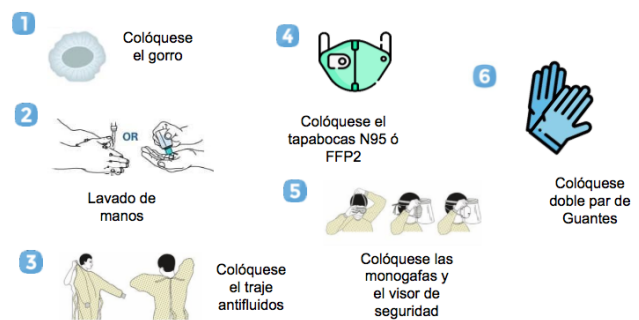 1
Colóquese
el gorro
2
OR
Lavado de
manos
3
Colóquese
el traje
antifluidos
4
Colóquese el
tapabocas N95 ó
FFP2
5
Colóquese las
monogafas y
el visor de
seguridad
6
Colóquese
doble par de
Guantes